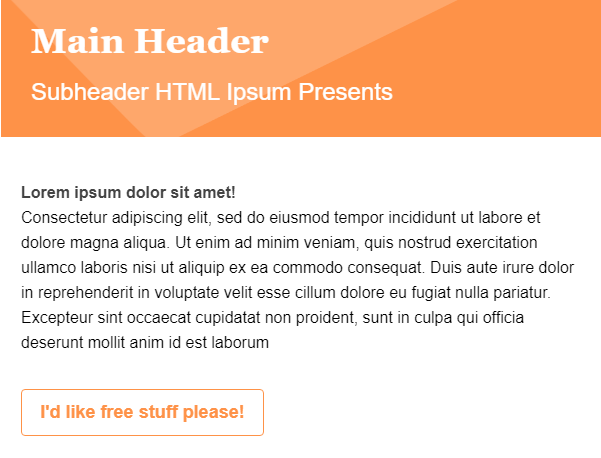 Main Header
Subheader HTML Ipsum Presents
Lorem ipsum dolor sit amet!
Consectetur adipiscing elit, sed do eiusmod tempor incididunt ut labore et
dolore magna aliqua. Ut enim ad minim veniam, quis nostrud exercitation
ullamco laboris nisi ut aliquip ex ea commodo consequat. Duis aute irure dolor
in reprehenderit in voluptate velit esse cillum dolore eu fugiat nulla pariatur.
Excepteur sint occaecat cupidatat non proident, sunt in culpa qui officia
deserunt mollit anim id est laborum
I'd like free stuff please!